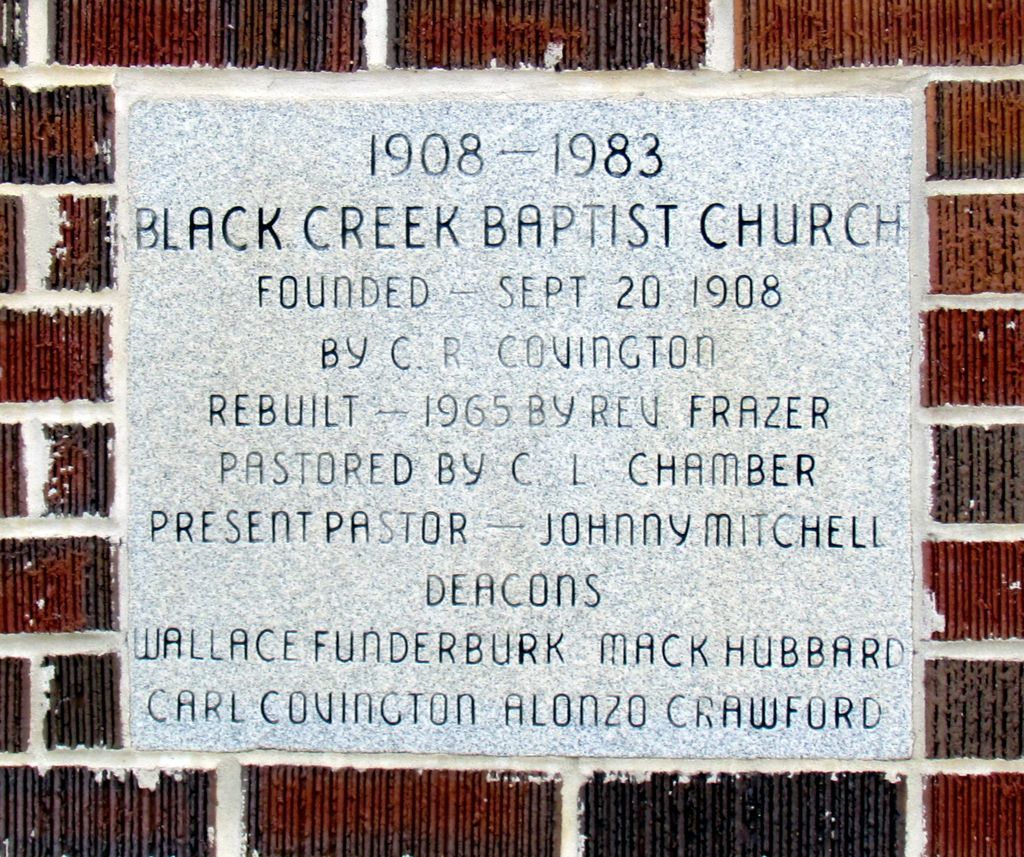 1908 — 1983
BLACK CREEK BAPTIST CHURCH
FOUNDED — SEPT 20 1908
BY C. R. COVINGTON
REBUILT — 1965 BY REV FRAZER
PASTORED BY C L CHAMBER
PRESENT PASTOR — JOHNNY MITCHELL
DEACONS
WALLACE FUNDERBURK MACK HUBBARD
CARL COVINGTON ALONZO CRAWFORD